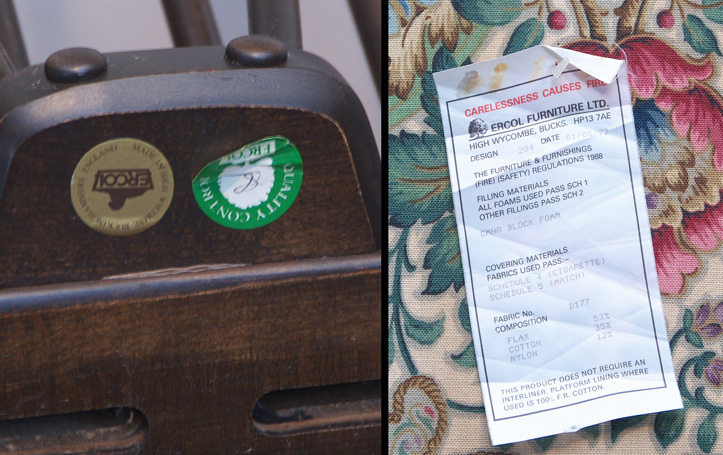 MADE IN HIGH WYCOMBE BUCKINGHAMSHIRE ENGLAND
ERCOL
ERCOL
QUALITY CONTROL
CARELESSNESS CAUSES FIRE
ERCOL FURNITURE LTD.
HIGH WYCOMBE, BUCKS. HP13 7AE
DESIGN 204 DATE
THE FURNITURE & FURNISHINGS
(FIRE) (SAFETY) REGULATIONS 1988
FILLING MATERIALS
ALL FOAMS USED PASS SCH 1
OTHER FILLINGS PASS SCH 2
CMHR BLOCK FOAM
COVERING MATERIALS
FABRICS USED PASS:-
SCHEDULE 4 (CIGARETTE)
SCHEDULE 5 (MATCH)
FABRIC No. 0177
COMPOSITION
FLAX 53%
COTTON 35%
NYLON 12%
THIS PRODUCT DOES NOT REQUIRE AN
INTERLINER. PLATFORM LINING WHERE
USED IS 100% F.R. COTTON.